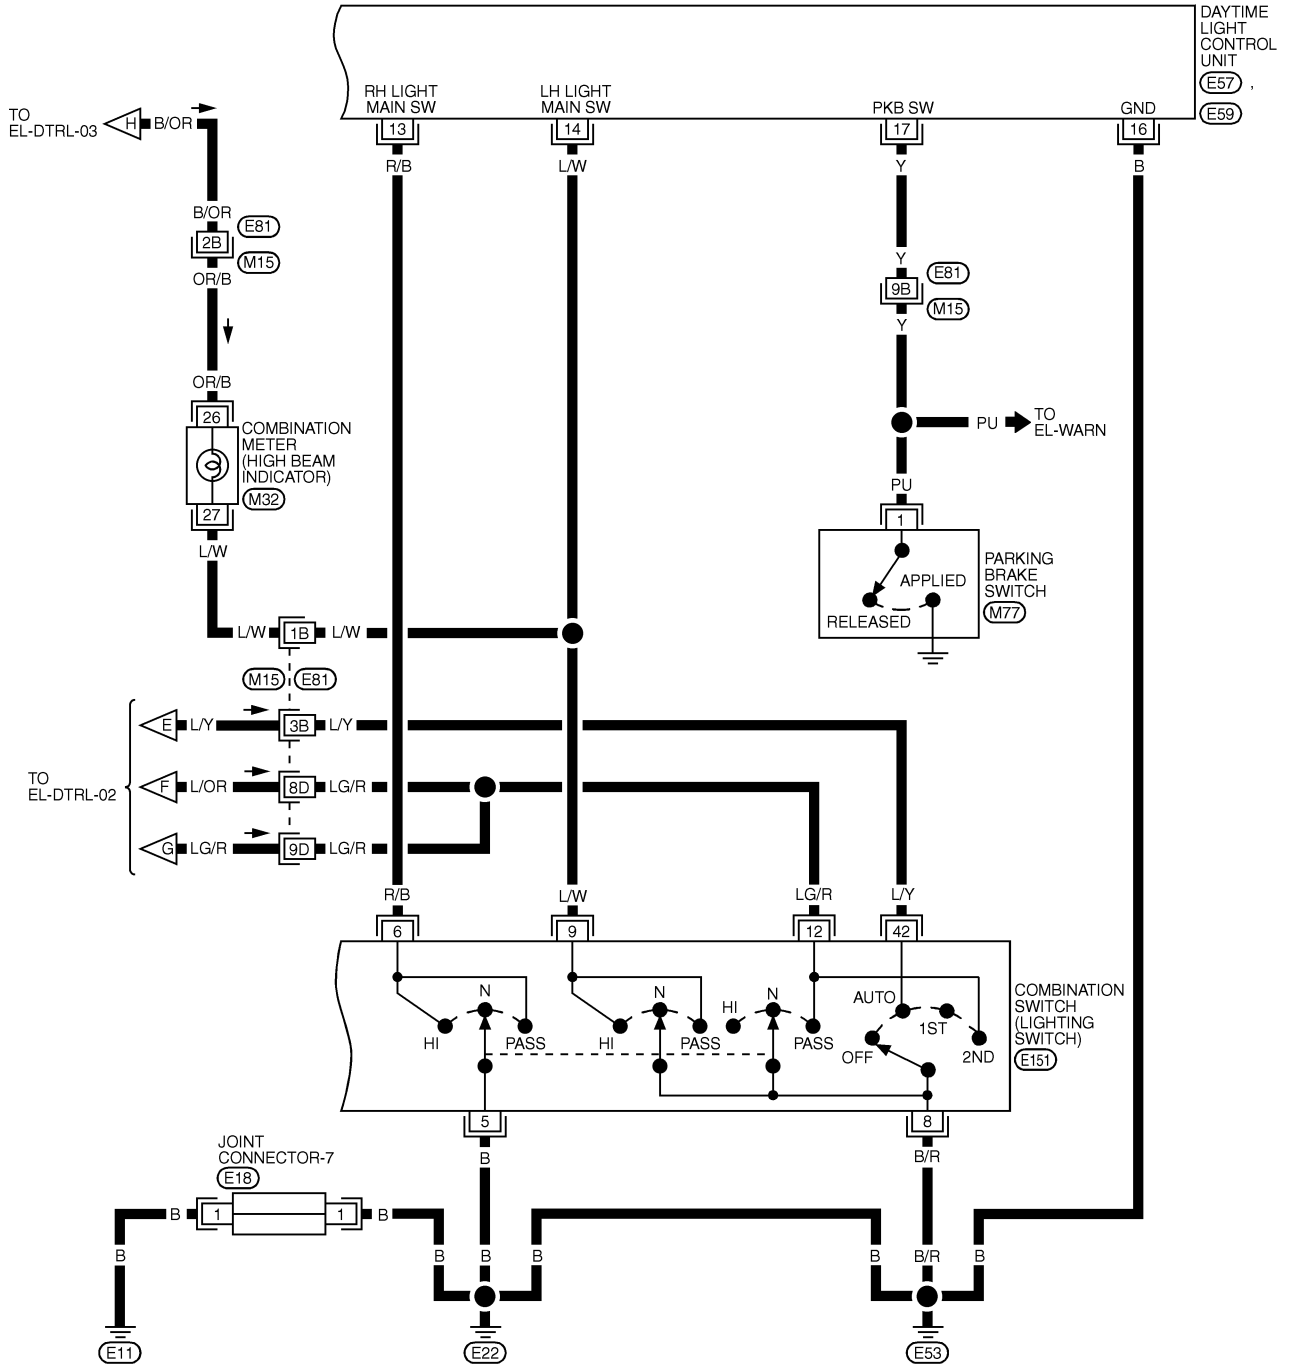 DAYTIME
LIGHT
CONTROL
UNIT
E57 ,
E59
RH LIGHT
MAIN SW
LH LIGHT
MAIN SW
PKB SW
GND
13
14
17
16
TO
EL-DTRL-03
H
B/OR
R/B
L/W
Y
B
B/OR
E81
2B
M15
OR/B
Y
E81
9B
M15
Y
OR/B
26
COMBINATION
METER
(HIGH BEAM
INDICATOR)
M32
27
L/W
PU
TO
EL-WARN
PU
1
APPLIED
RELEASED
PARKING
BRAKE
SWITCH
M77
L/W
1B
L/W
M15
E81
TO
EL-DTRL-02
E
L/Y
3B
L/Y
F
L/OR
8D
LG/R
G
LG/R
9D
LG/R
R/B
L/W
LG/R
L/Y
6
9
12
42
N
HI
PASS
N
HI
PASS
HI
N
PASS
AUTO
1ST
OFF
2ND
COMBINATION
SWITCH
(LIGHTING
SWITCH)
E151
5
8
B
B/R
JOINT
CONNECTOR-7
E18
B
1
1
B
B
B
B
B
B
B/R
B
E11
E22
E53